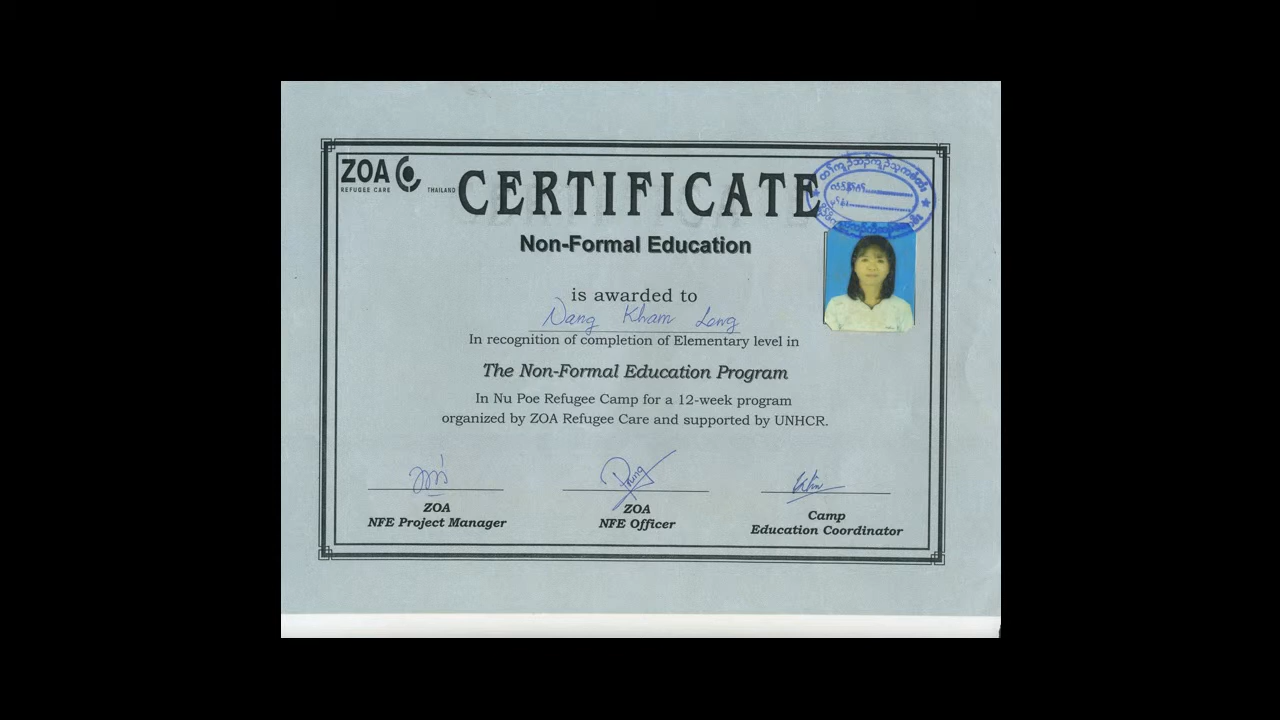 ZOA
REFUGEE CARE
THAILAND
CERTIFICATE
Non-Formal Education
is awarded to
Nang Kham Long
In recognition of completion of Elementary level in
The Non-Formal Education Program
In Nu Poe Refugee Camp for a 12-week program
organized by ZOA Refugee Care and supported by UNHCR.
ZOA
NFE Project Manager
ZOA
NFE Officer
Camp
Education Coordinator